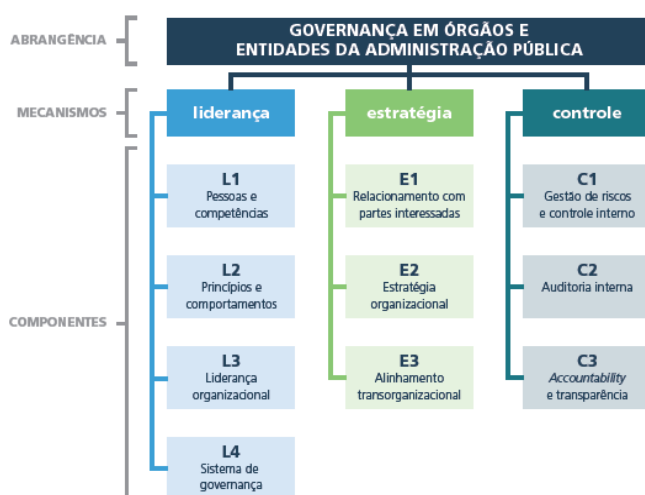 ABRANGÊNCIA
GOVERNANÇA EM ÓRGÃOS E
ENTIDADES DA ADMINISTRAÇÃO PÚBLICA
MECANISMOS
liderança
estratégia
controle
COMPONENTES
L1
Pessoas e
competências
E1
Relacionamento com
partes interessadas
C1
Gestão de riscos
e controle interno
L2
Princípios e
comportamentos
E2
Estratégia
organizacional
C2
Auditoria interna
L3
Liderança
organizacional
E3
Alinhamento
transorganizacional
C3
Accountability
e transparência
L4
Sistema de
governança